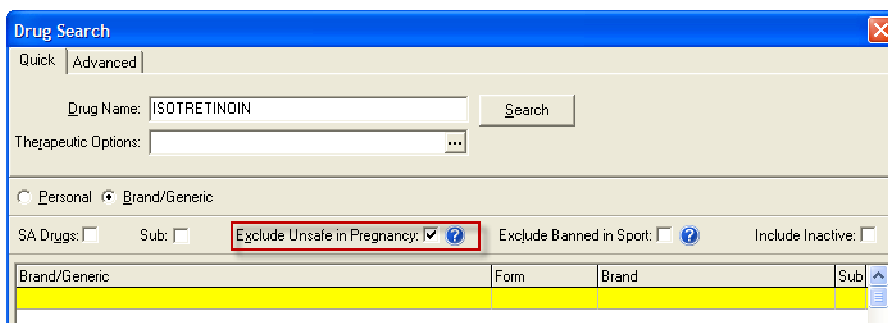 Drug Search
Quick Advanced
Drug Name: ISOTRETINOIN Search
Therapeutic Options: ...
Personal Brand/Generic
SA Drugs: Sub: Exclude Unsafe in Pregnancy: ? Exclude Banned in Sport: ? Include Inactive:
Brand/Generic Form Brand Sub